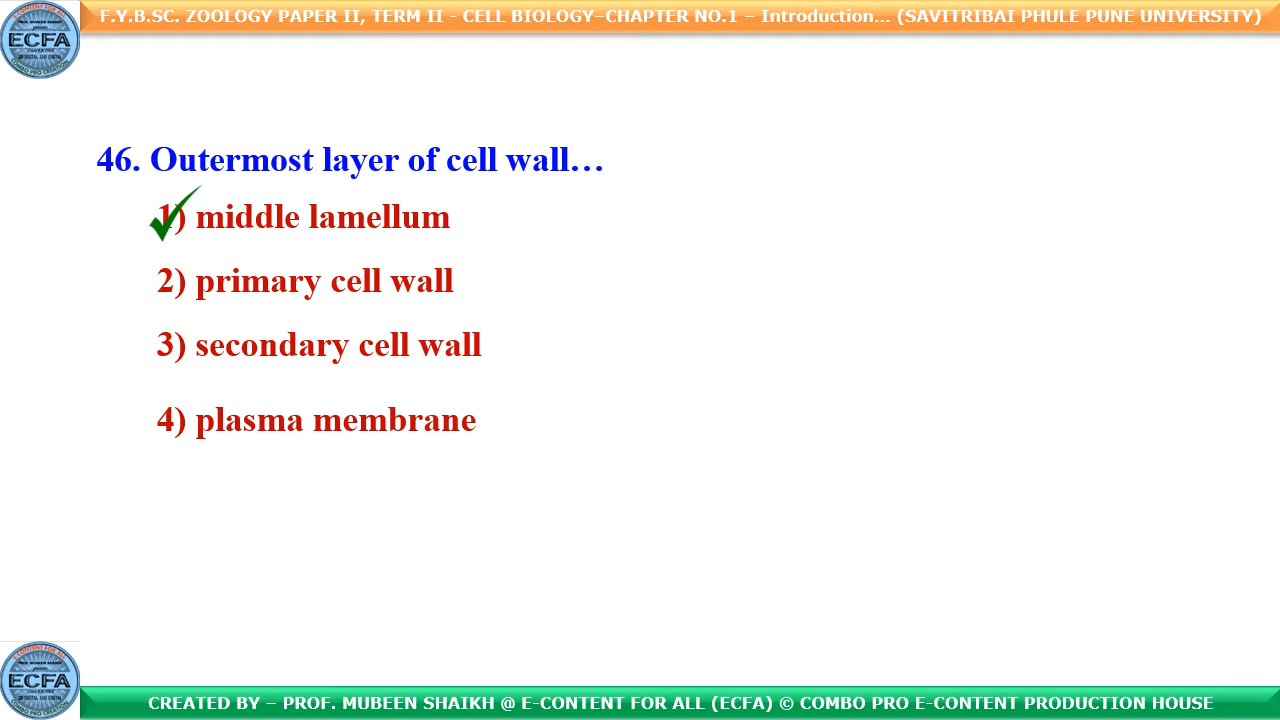 F.Y.B.SC. ZOOLOGY PAPER II, TERM II - CELL BIOLOGY–CHAPTER NO.1 – Introduction... (SAVITRIBAI PHULE PUNE UNIVERSITY)
ECFA
46. Outermost layer of cell wall…
1) middle lamellum
2) primary cell wall
3) secondary cell wall
4) plasma membrane
ECFA
CREATED BY – PROF. MUBEEN SHAIKH @ E-CONTENT FOR ALL (ECFA) © COMBO PRO E-CONTENT PRODUCTION HOUSE